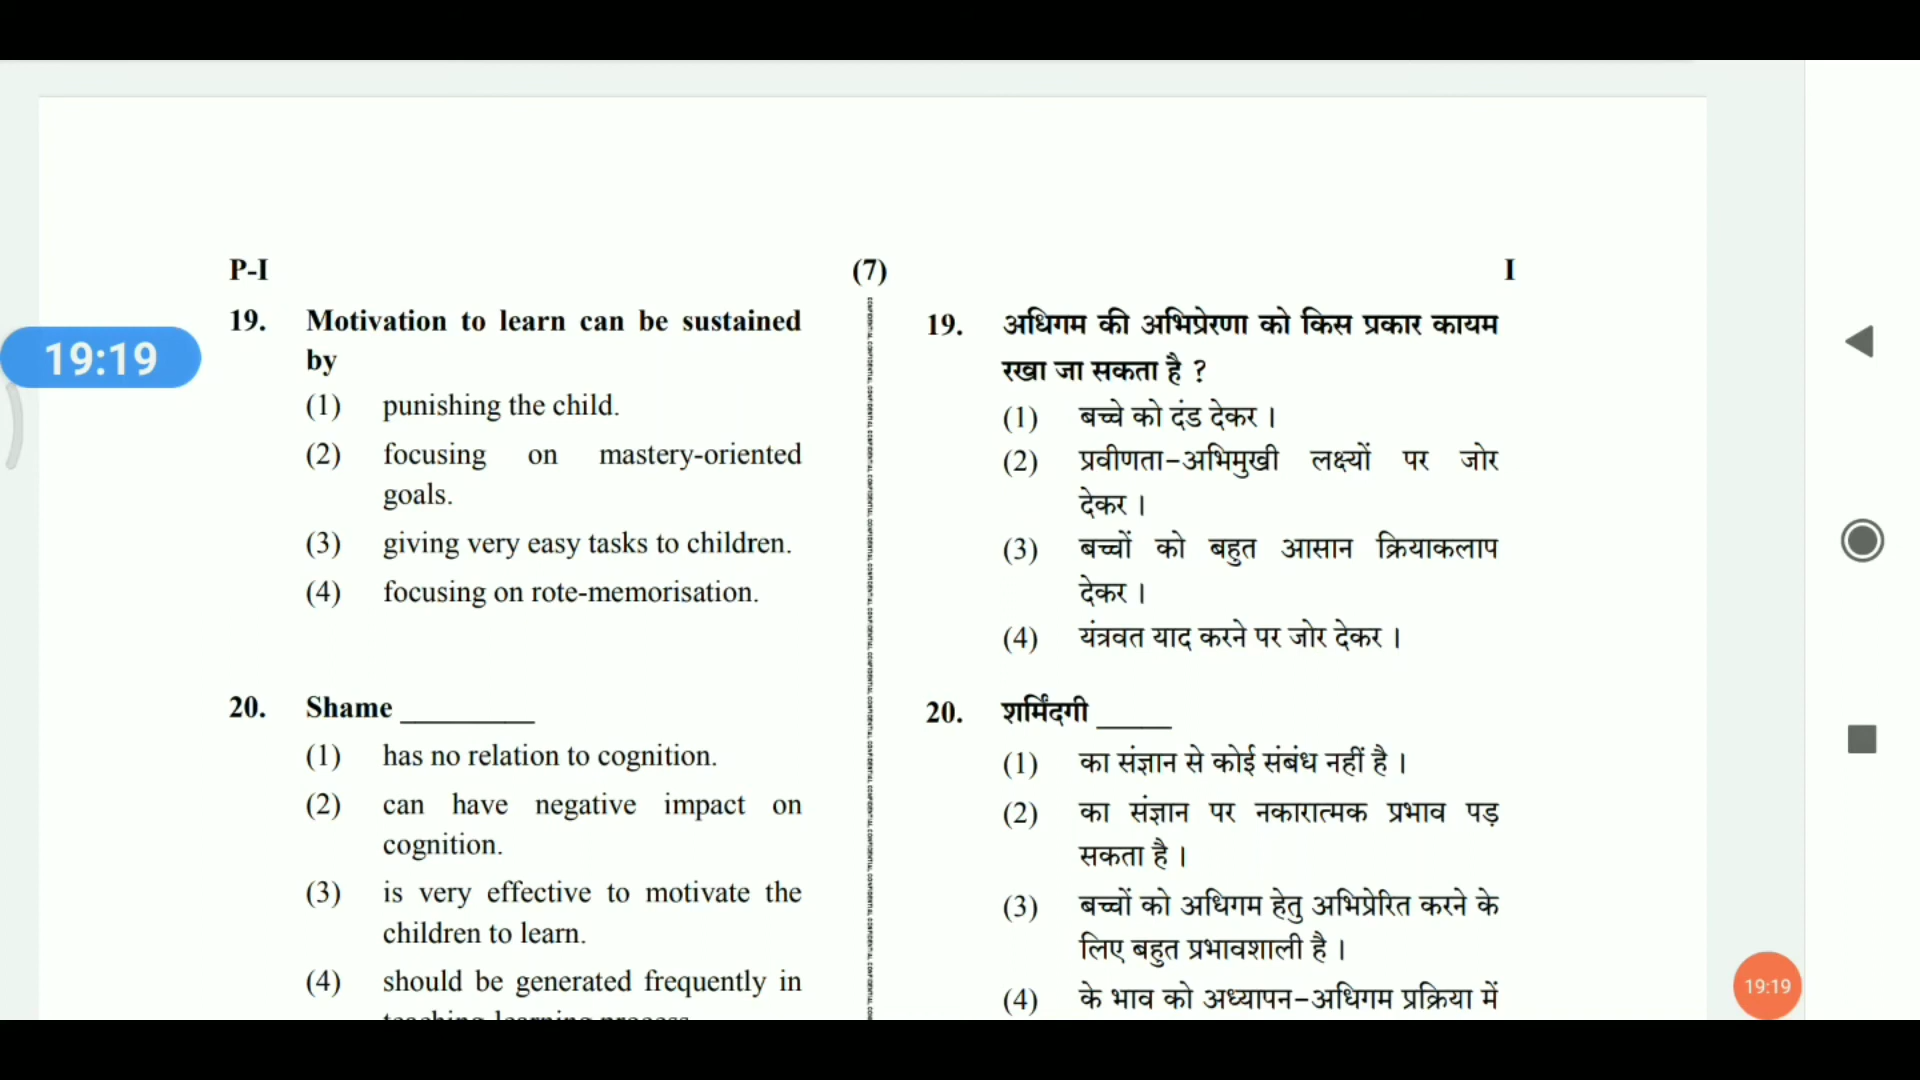 P-I
(7)
I
19:19
19. Motivation to learn can be sustained
by
(1) punishing the child.
(2) focusing on mastery-oriented
goals.
(3) giving very easy tasks to children.
(4) focusing on rote-memorisation.
20. Shame _________
(1) has no relation to cognition.
(2) can have negative impact on
cognition.
(3) is very effective to motivate the
children to learn.
(4) should be generated frequently in
teaching-learning process.
19. अधिगम की अभिप्रेरणा को किस प्रकार कायम
रखा जा सकता है ?
(1) बच्चे को दंड देकर ।
(2) प्रवीणता-अभिमुखी लक्ष्यों पर जोर
देकर ।
(3) बच्चों को बहुत आसान क्रियाकलाप
देकर ।
(4) यंत्रवत याद करने पर जोर देकर ।
20. शर्मिंदगी _____
(1) का संज्ञान से कोई संबंध नहीं है ।
(2) का संज्ञान पर नकारात्मक प्रभाव पड़
सकता है ।
(3) बच्चों को अधिगम हेतु अभिप्रेरित करने के
लिए बहुत प्रभावशाली है ।
(4) के भाव को अध्यापन-अधिगम प्रक्रिया में
19:19